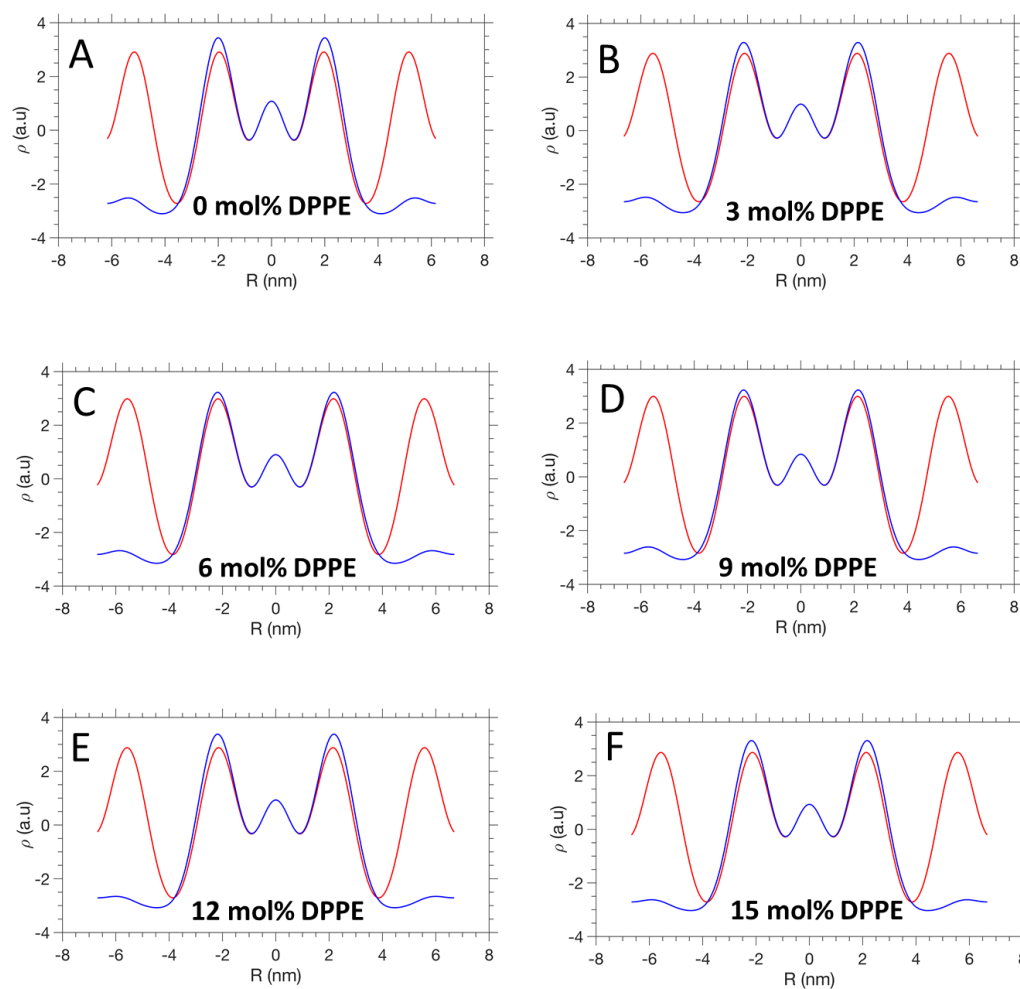 A
4
2
0
-2
-4
ρ (a.u)
0 mol% DPPE
-8 -6 -4 -2 0 2 4 6 8
R (nm)
B
4
2
0
-2
-4
ρ (a.u)
3 mol% DPPE
-8 -6 -4 -2 0 2 4 6 8
R (nm)
C
4
2
0
-2
-4
ρ (a.u)
6 mol% DPPE
-8 -6 -4 -2 0 2 4 6 8
R (nm)
D
4
2
0
-2
-4
ρ (a.u)
9 mol% DPPE
-8 -6 -4 -2 0 2 4 6 8
R (nm)
E
4
2
0
-2
-4
ρ (a.u)
12 mol% DPPE
-8 -6 -4 -2 0 2 4 6 8
R (nm)
F
4
2
0
-2
-4
ρ (a.u)
15 mol% DPPE
-8 -6 -4 -2 0 2 4 6 8
R (nm)